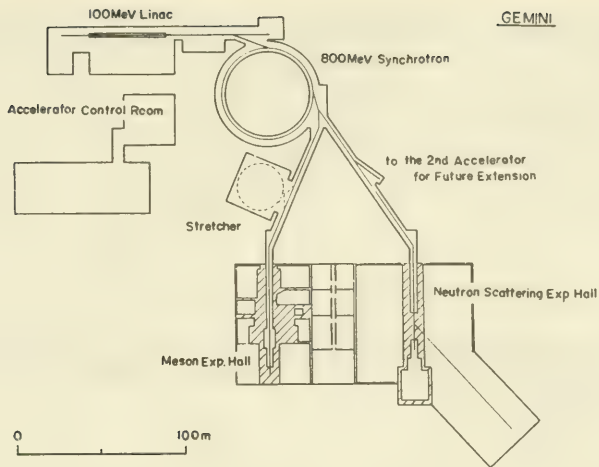 100MeV Linac
GEMINI
800MeV Synchrotron
Accelerator Control Room
to the 2nd Accelerator
for Future Extension
Stretcher
Neutron Scattering Exp Hall
Meson Exp. Hall
0 100m